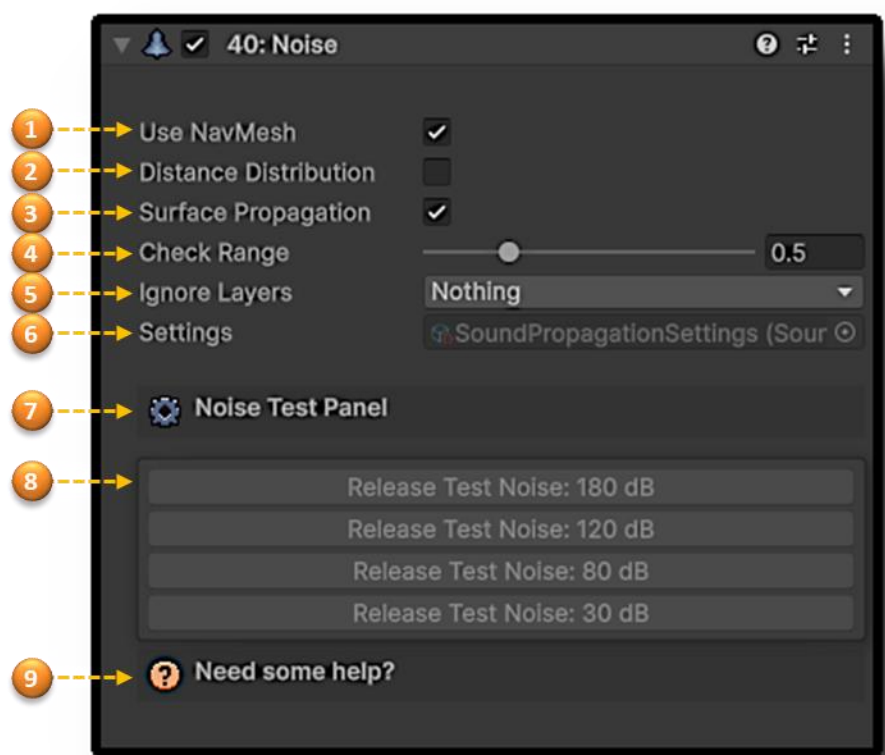 40: Noise
1 Use NavMesh
2 Distance Distribution
3 Surface Propagation
4 Check Range 0.5
5 Ignore Layers Nothing
6 Settings SoundPropagationSettings (Sour
7 Noise Test Panel
8 Release Test Noise: 180 dB
Release Test Noise: 120 dB
Release Test Noise: 80 dB
Release Test Noise: 30 dB
9 Need some help?